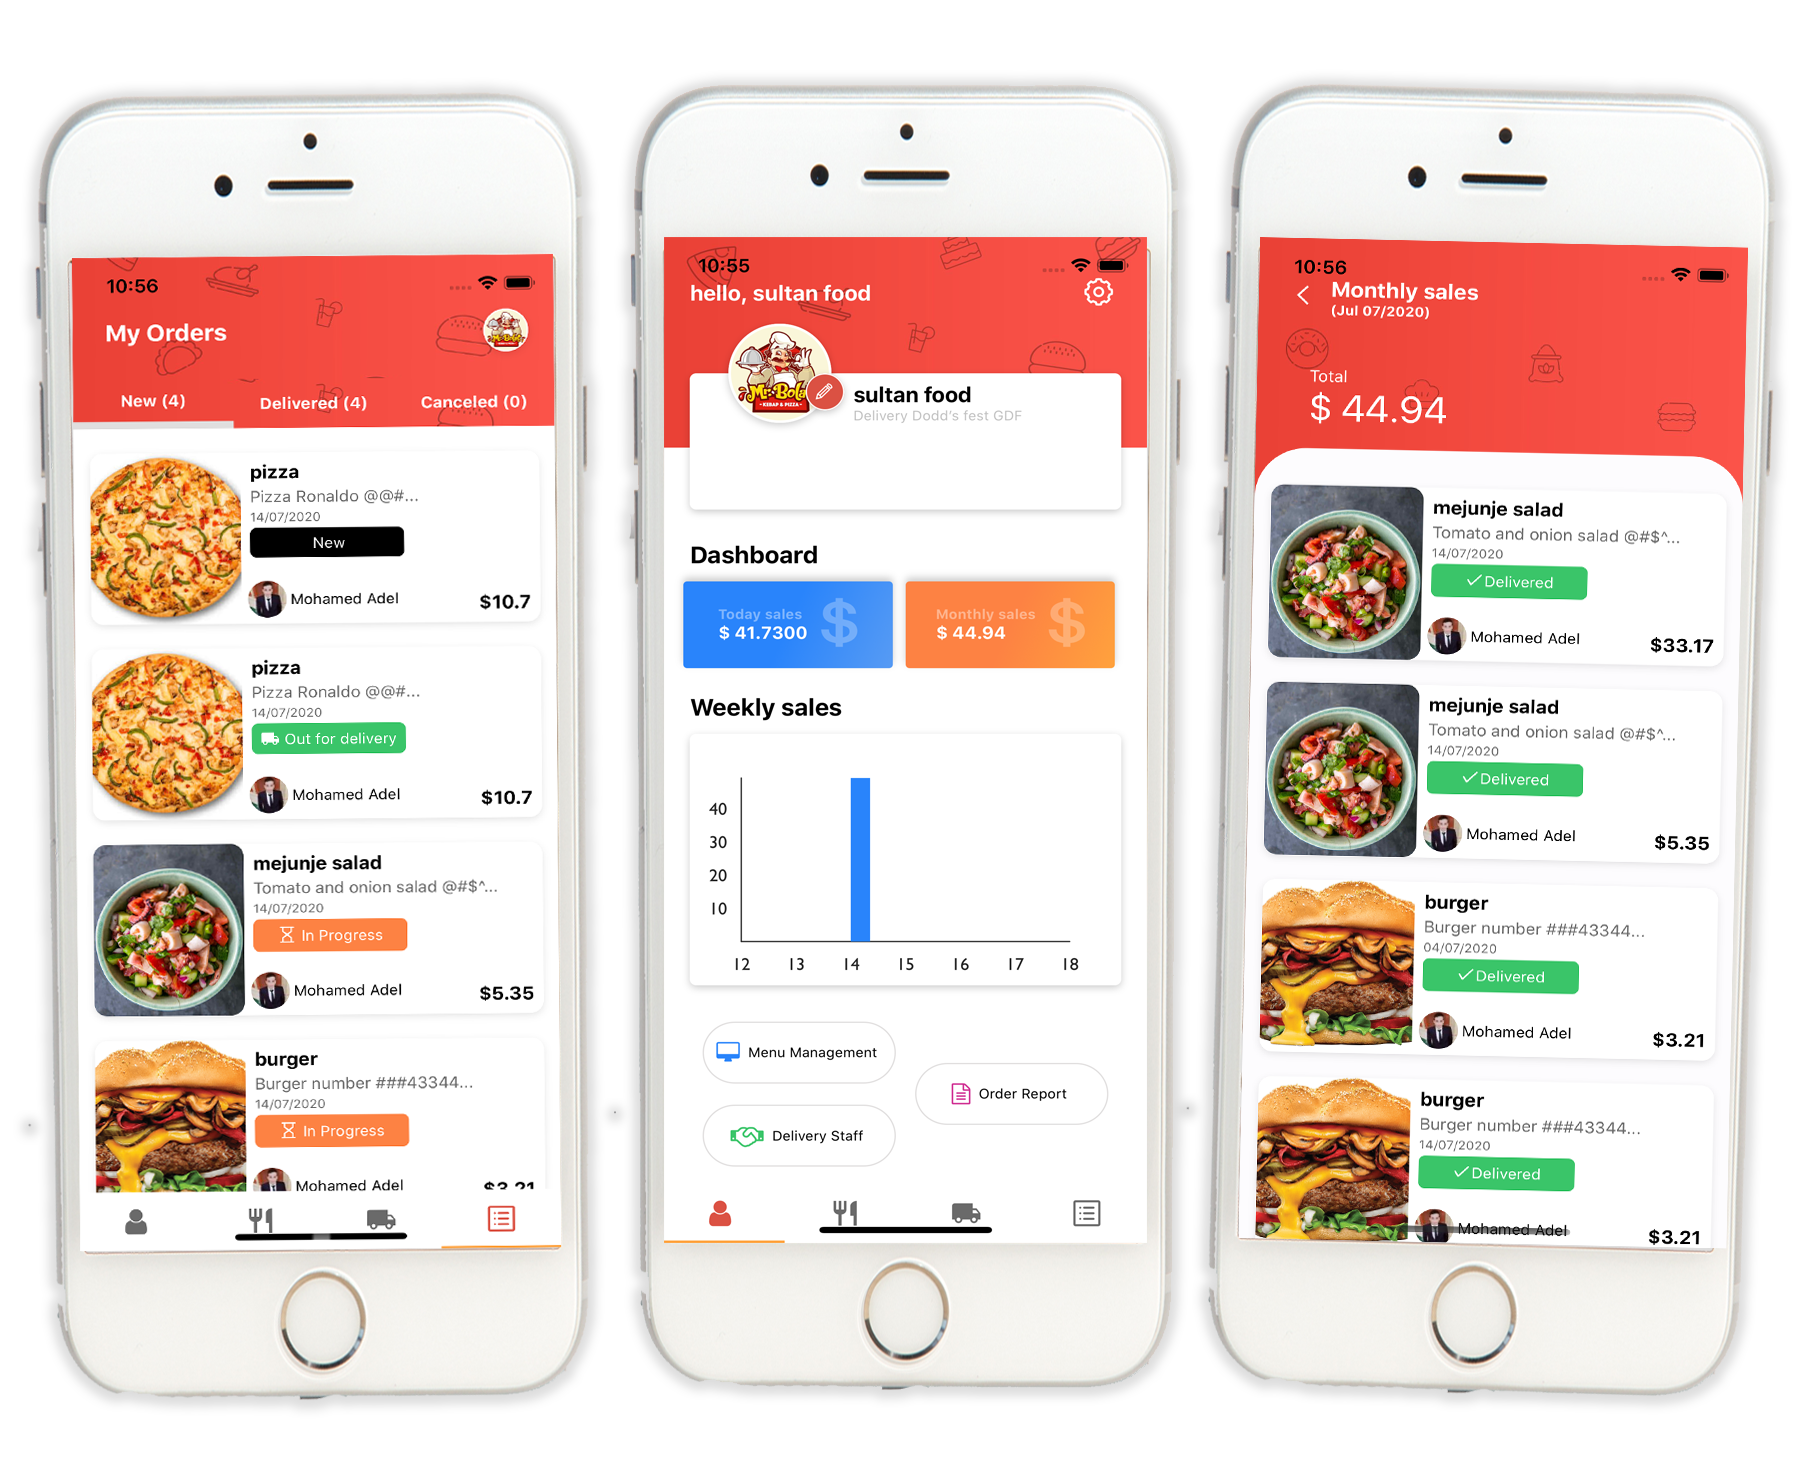 10:56
My Orders
New (4)
Delivered (4)
Canceled (0)
pizza
Pizza Ronaldo @@#...
14/07/2020
New
Mohamed Adel
$10.7
pizza
Pizza Ronaldo @@#...
14/07/2020
Out for delivery
Mohamed Adel
$10.7
mejunje salad
Tomato and onion salad @#$^...
14/07/2020
In Progress
Mohamed Adel
$5.35
burger
Burger number ###43344...
14/07/2020
In Progress
Mohamed Adel
$3.21
10:55
hello, sultan food
Mr. Bola
KEBAP & PIZZA
sultan food
Delivery Dodd's fest GDF
Dashboard
Today sales
$ 41.7300
$
Monthly sales
$ 44.94
$
Weekly sales
40
30
20
10
12 13 14 15 16 17 18
Menu Management
Order Report
Delivery Staff
10:56
Monthly sales
(Jul 07/2020)
Total
$ 44.94
mejunje salad
Tomato and onion salad @#$^...
14/07/2020
Delivered
Mohamed Adel
$33.17
mejunje salad
Tomato and onion salad @#$^...
14/07/2020
Delivered
Mohamed Adel
$5.35
burger
Burger number ###43344...
04/07/2020
Delivered
Mohamed Adel
$3.21
burger
Burger number ###43344...
14/07/2020
Delivered
Mohamed Adel
$3.21